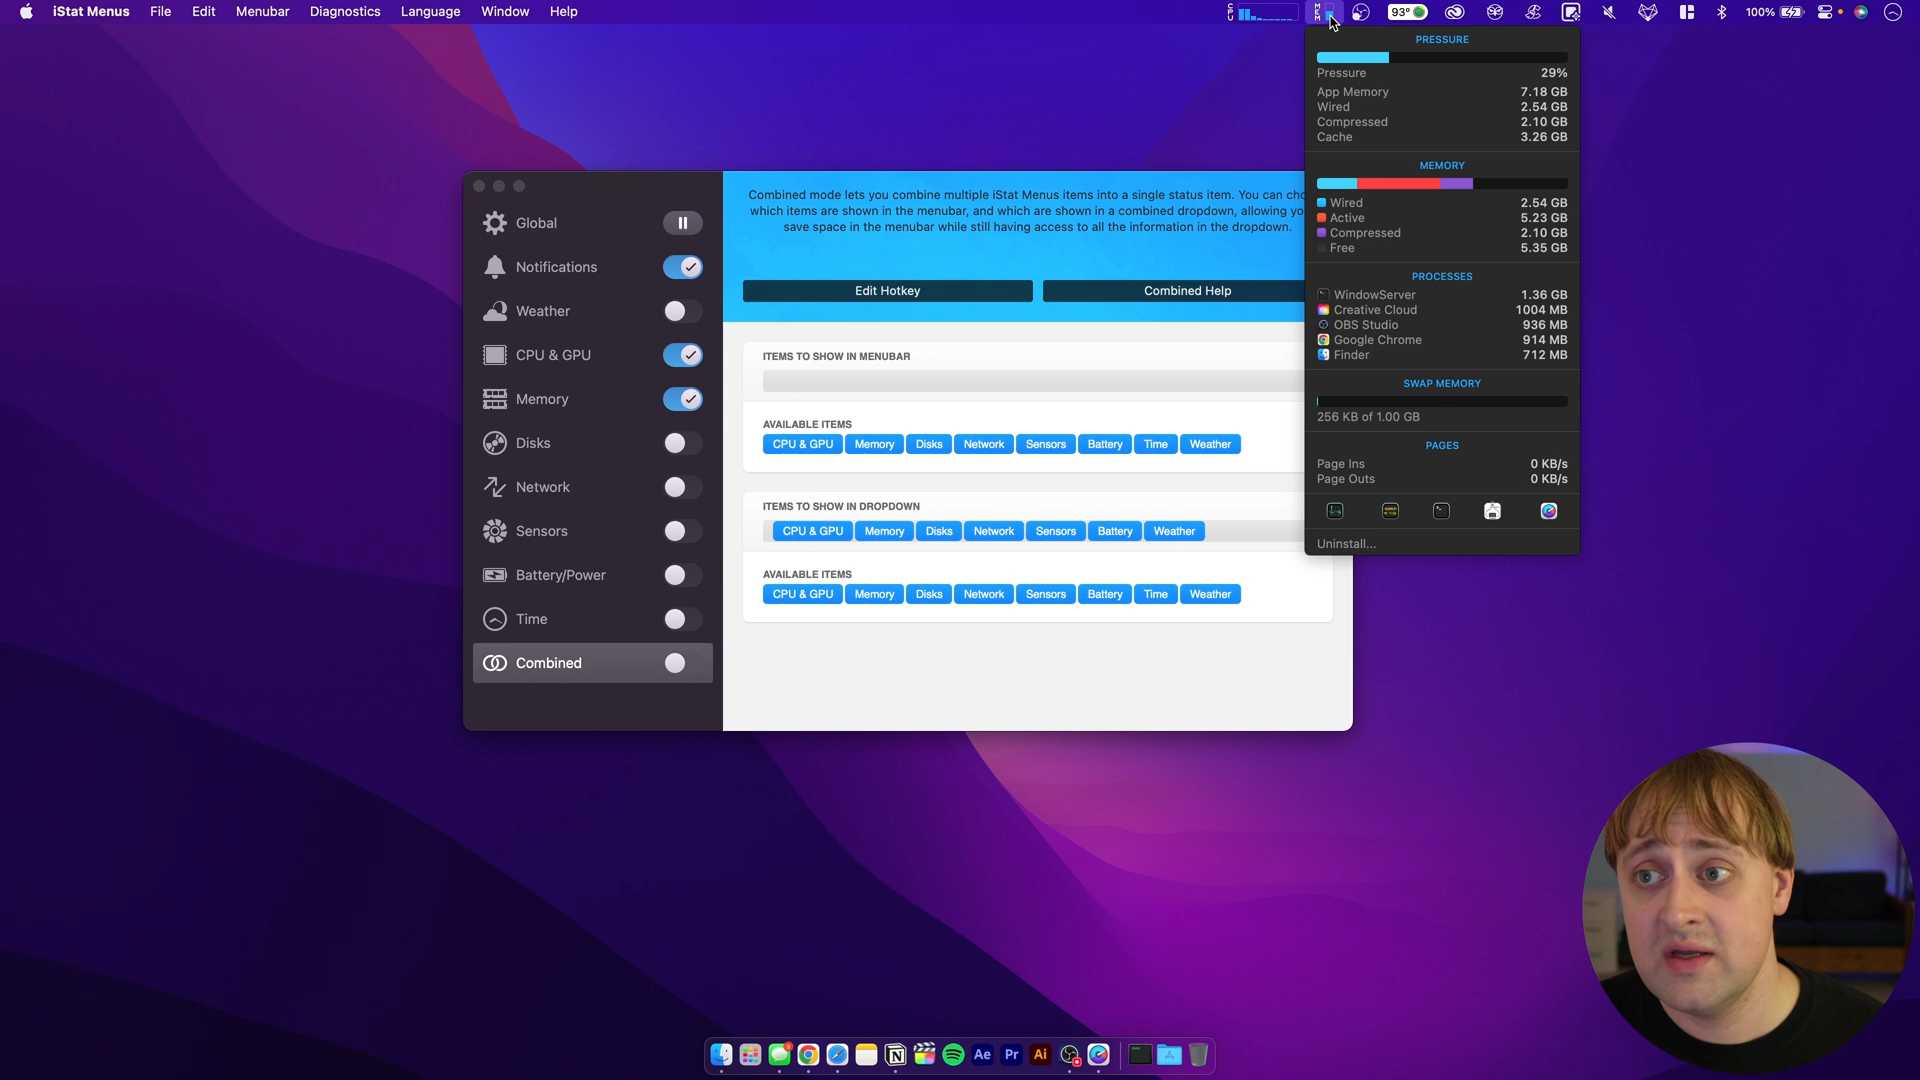 iStat Menus File Edit Menubar Diagnostics Language Window Help
CPU
MEM
93°
100%
Global
Notifications
Weather
CPU & GPU
Memory
Disks
Network
Sensors
Battery/Power
Time
Combined
Combined mode lets you combine multiple iStat Menus items into a single status item. You can cho
which items are shown in the menubar, and which are shown in a combined dropdown, allowing yo
save space in the menubar while still having access to all the information in the dropdown.
Edit Hotkey Combined Help
ITEMS TO SHOW IN MENUBAR
AVAILABLE ITEMS
CPU & GPU Memory Disks Network Sensors Battery Time Weather
ITEMS TO SHOW IN DROPDOWN
CPU & GPU Memory Disks Network Sensors Battery Weather
AVAILABLE ITEMS
CPU & GPU Memory Disks Network Sensors Battery Time Weather
PRESSURE
Pressure 29%
App Memory 7.18 GB
Wired 2.54 GB
Compressed 2.10 GB
Cache 3.26 GB
MEMORY
Wired 2.54 GB
Active 5.23 GB
Compressed 2.10 GB
Free 5.35 GB
PROCESSES
WindowServer 1.36 GB
Creative Cloud 1004 MB
OBS Studio 936 MB
Google Chrome 914 MB
Finder 712 MB
SWAP MEMORY
256 KB of 1.00 GB
PAGES
Page Ins 0 KB/s
Page Outs 0 KB/s
Uninstall...
Ae Pr Ai